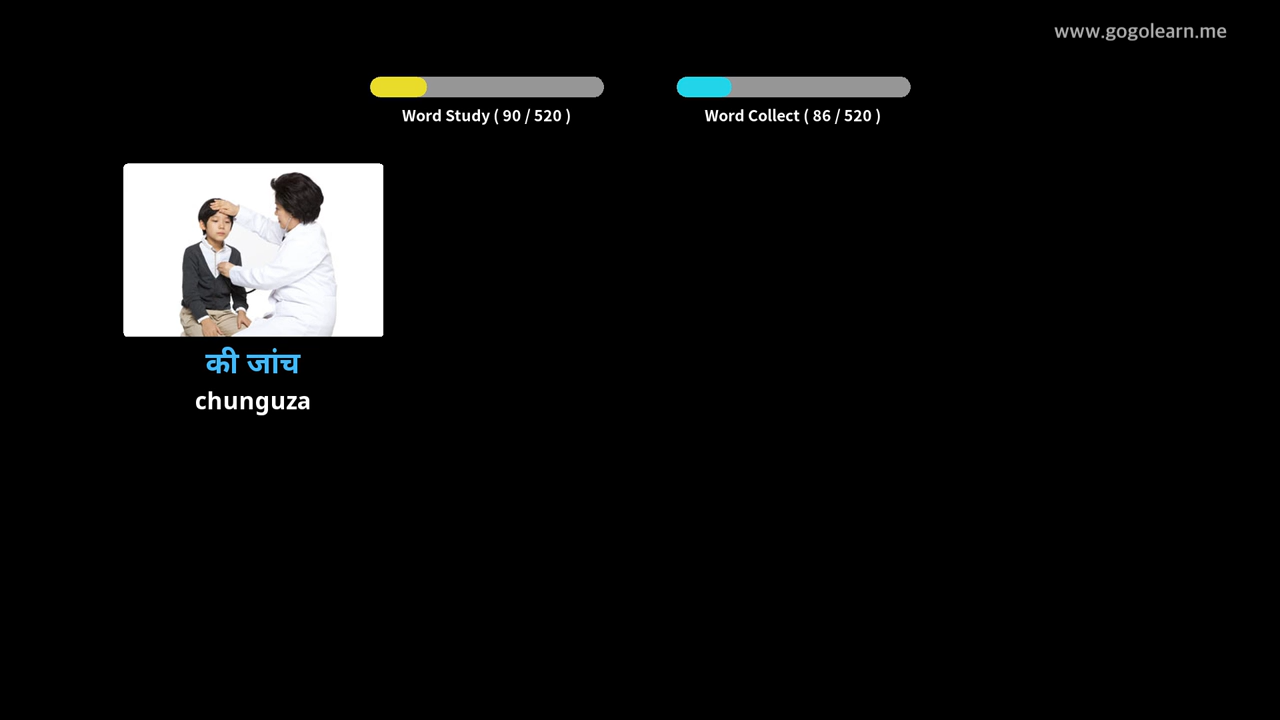 www.gogolearn.me
Word Study ( 90 / 520 )
Word Collect ( 86 / 520 )
की जांच
chunguza